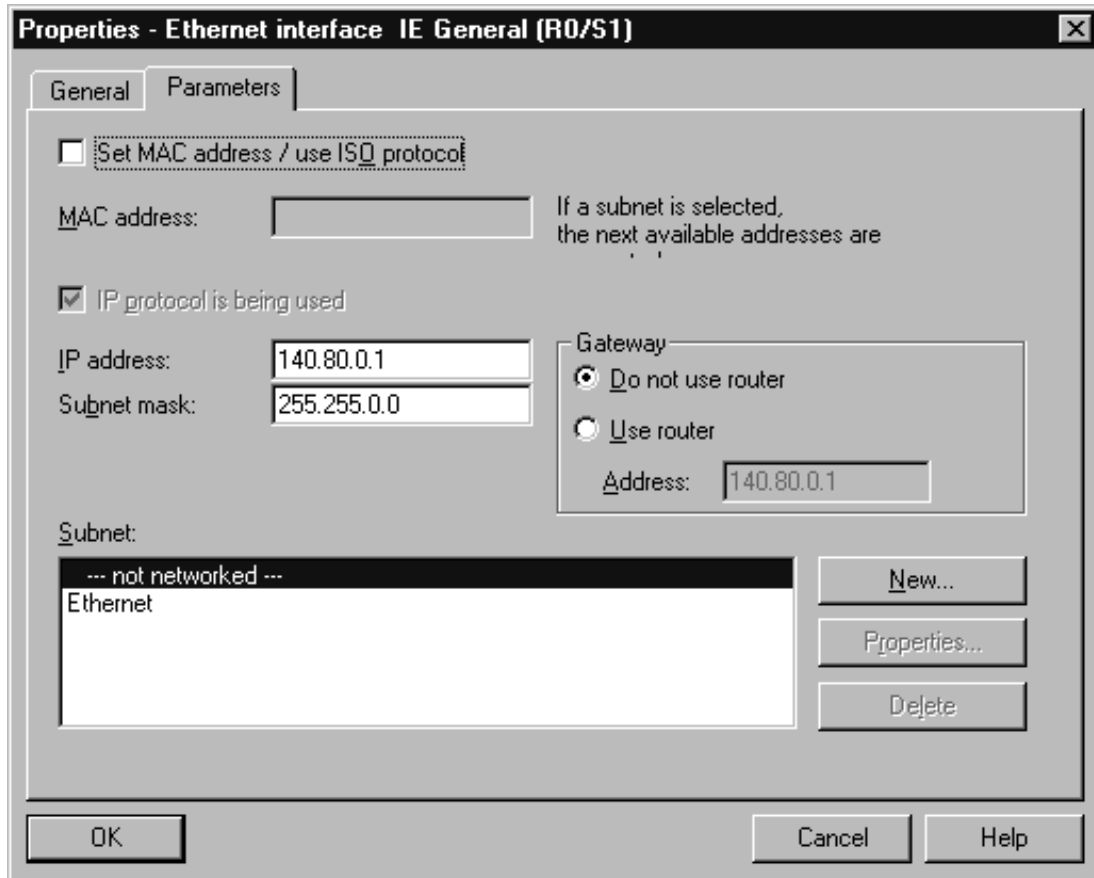 Properties - Ethernet interface IE General (R0/S1)
General
Parameters
Set MAC address / use ISO protocol
MAC address:
If a subnet is selected,
the next available addresses are
IP protocol is being used
IP address:
140.80.0.1
Subnet mask:
255.255.0.0
Gateway
Do not use router
Use router
Address:
140.80.0.1
Subnet:
--- not networked ---
Ethernet
New...
Properties...
Delete
OK
Cancel
Help